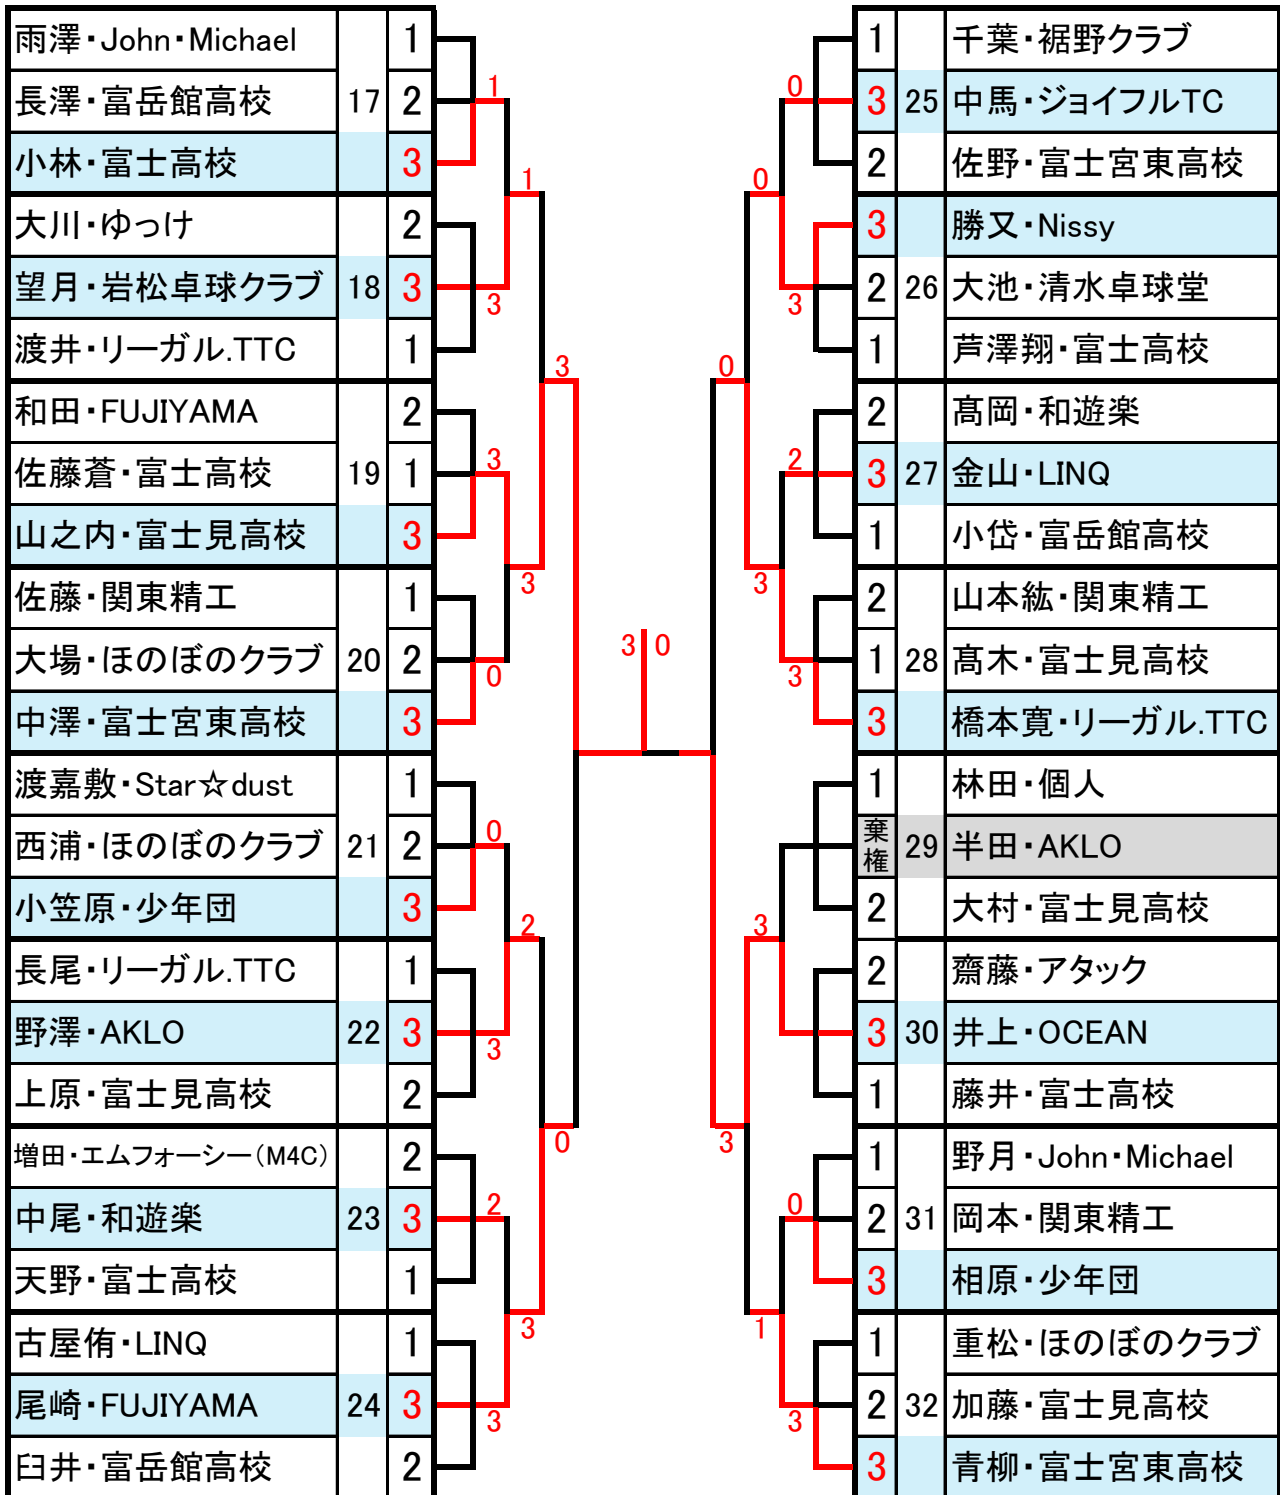 雨澤・John・Michael 1
長澤・富岳館高校 17 2
小林・富士高校 3
大川・ゆっけ 2
望月・岩松卓球クラブ 18 3
渡井・リーガル.TTC 1
和田・FUJIYAMA 2
佐藤蒼・富士高校 19 1
山之内・富士見高校 3
佐藤・関東精工 1
大場・ほのぼのクラブ 20 2
中澤・富士宮東高校 3
渡嘉敷・Star☆dust 1
西浦・ほのぼのクラブ 21 2
小笠原・少年団 3
長尾・リーガル.TTC 1
野澤・AKLO 22 3
上原・富士見高校 2
増田・エムフォーシー(M4C) 2
中尾・和遊楽 23 3
天野・富士高校 1
古屋侑・LINQ 1
尾崎・FUJIYAMA 24 3
臼井・富岳館高校 2
1
3
3
0
0
3
2
3
1
3
2
3
3
0
3 0
0
3
2
3
3
0
3
0
3
3
1
0
3
1 千葉・裾野クラブ
3 25 中馬・ジョイフルTC
2 佐野・富士宮東高校
3 勝又・Nissy
2 26 大池・清水卓球堂
1 芦澤翔・富士高校
2 髙岡・和遊楽
3 27 金山・LINQ
1 小岱・富岳館高校
2 山本紘・関東精工
1 28 髙木・富士見高校
3 橋本寛・リーガル.TTC
1 林田・個人
棄権 29 半田・AKLO
2 大村・富士見高校
2 齋藤・アタック
3 30 井上・OCEAN
1 藤井・富士高校
1 野月・John・Michael
2 31 岡本・関東精工
3 相原・少年団
1 重松・ほのぼのクラブ
2 32 加藤・富士見高校
3 青柳・富士宮東高校